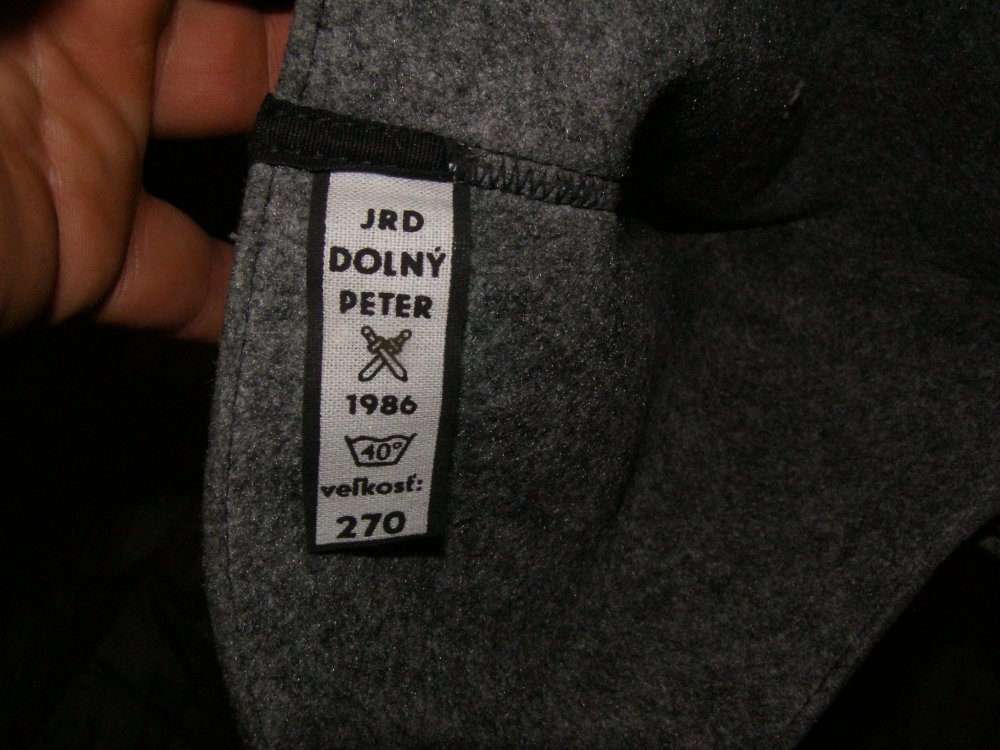 JRD
DOLNÝ
PETER
1986
40°
veľkosť:
270